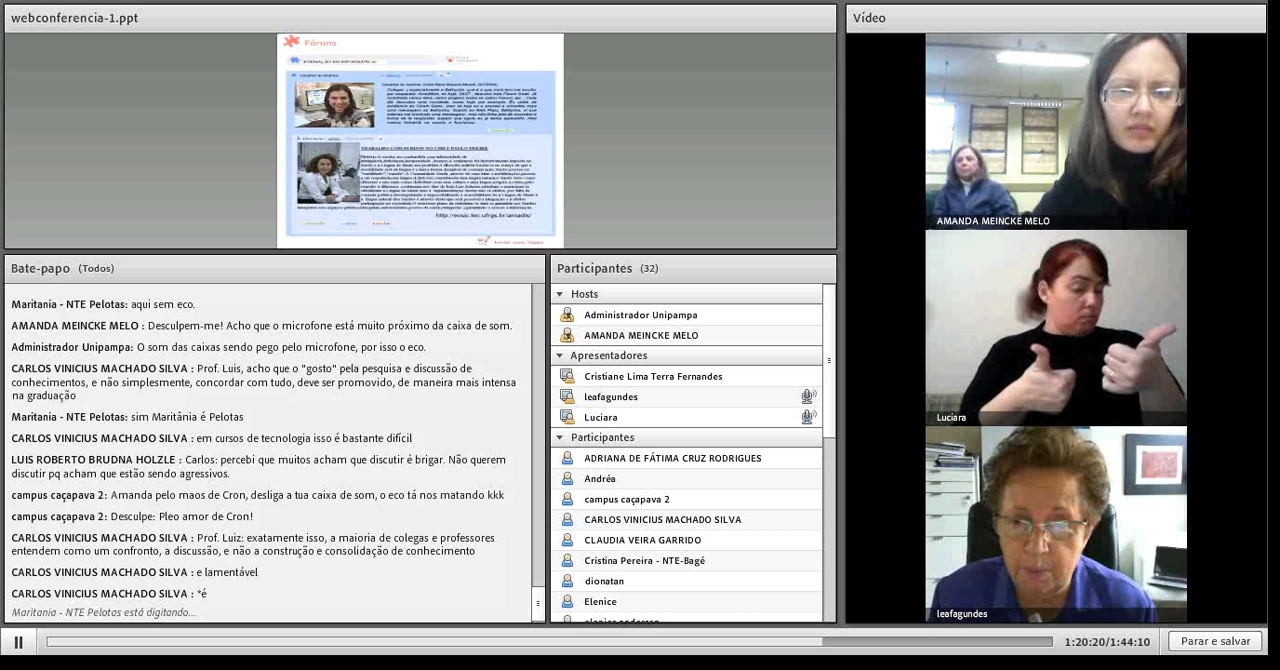 webconferencia-1.ppt
Fóruns
TRABALHO CONCORRIDOS NO CMET PAULO FREIRE
Bate-papo (Todos)
Maritania - NTE Pelotas: aqui sem eco.
AMANDA MEINCKE MELO : Desculpem-me! Acho que o microfone está muito próximo da caixa de som.
Administrador Unipampa: O som das caixas sendo pego pelo microfone, por isso o eco.
CARLOS VINICIUS MACHADO SILVA : Prof. Luis, acho que o "gosto" pela pesquisa e discussão de
conhecimentos, e não simplesmente, concordar com tudo, deve ser promovido, de maneira mais intensa
na graduação
Maritania - NTE Pelotas: sim Maritânia é Pelotas
CARLOS VINICIUS MACHADO SILVA : em cursos de tecnologia isso é bastante difícil
LUIS ROBERTO BRUDNA HOLZLE : Carlos: percebi que muitos acham que discutir é brigar. Não querem
discutir pq acham que estão sendo agressivos.
campus caçapava 2: Amanda pelo maos de Cron, desliga a tua caixa de som, o eco tá nos matando kkk
campus caçapava 2: Desculpe: Pleo amor de Cron!
CARLOS VINICIUS MACHADO SILVA : Prof. Luiz: exatamente isso, a maioria de colegas e professores
entendem como um confronto, a discussão, e não a construção e consolidação de conhecimento
CARLOS VINICIUS MACHADO SILVA : e lamentável
CARLOS VINICIUS MACHADO SILVA : *é
Maritania - NTE Pelotas está digitando...
Participantes (32)
Hosts
Administrador Unipampa
AMANDA MEINCKE MELO
Apresentadores
Cristiane Lima Terra Fernandes
leafagundes
Luciara
Participantes
ADRIANA DE FÁTIMA CRUZ RODRIGUES
Andréa
campus caçapava 2
CARLOS VINICIUS MACHADO SILVA
CLAUDIA VEIRA GARRIDO
Cristina Pereira - NTE-Bagé
dionatan
Elenice
Vídeo
AMANDA MEINCKE MELO
Luciara
leafagundes
1:20:20/1:44:10
Parar e salvar